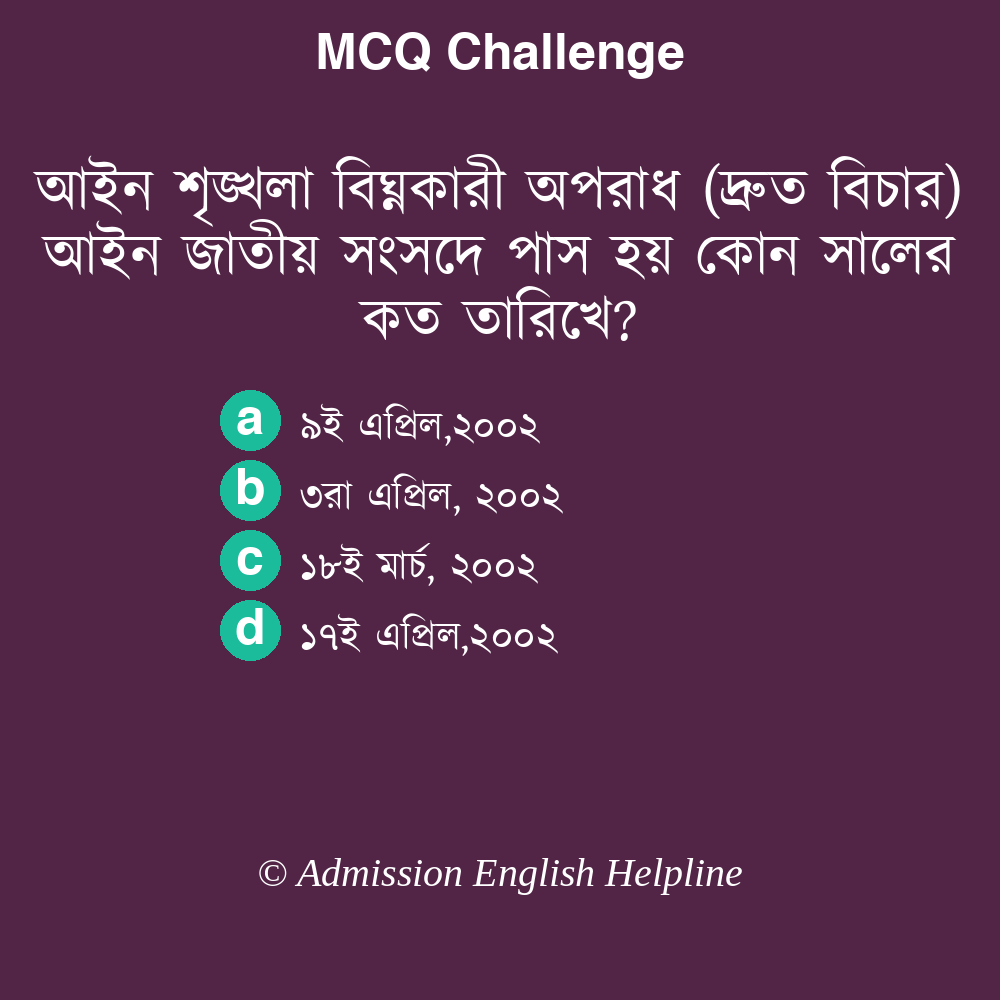 MCQ Challenge
আইন শৃঙ্খলা বিঘ্নকারী অপরাধ (দ্রুত বিচার)
আইন জাতীয় সংসদে পাস হয় কোন সালের
কত তারিখে?
a ৯ই এপ্রিল,২০০২
b ৩রা এপ্রিল, ২০০২
c ১৮ই মার্চ, ২০০২
d ১৭ই এপ্রিল,২০০২
© Admission English Helpline